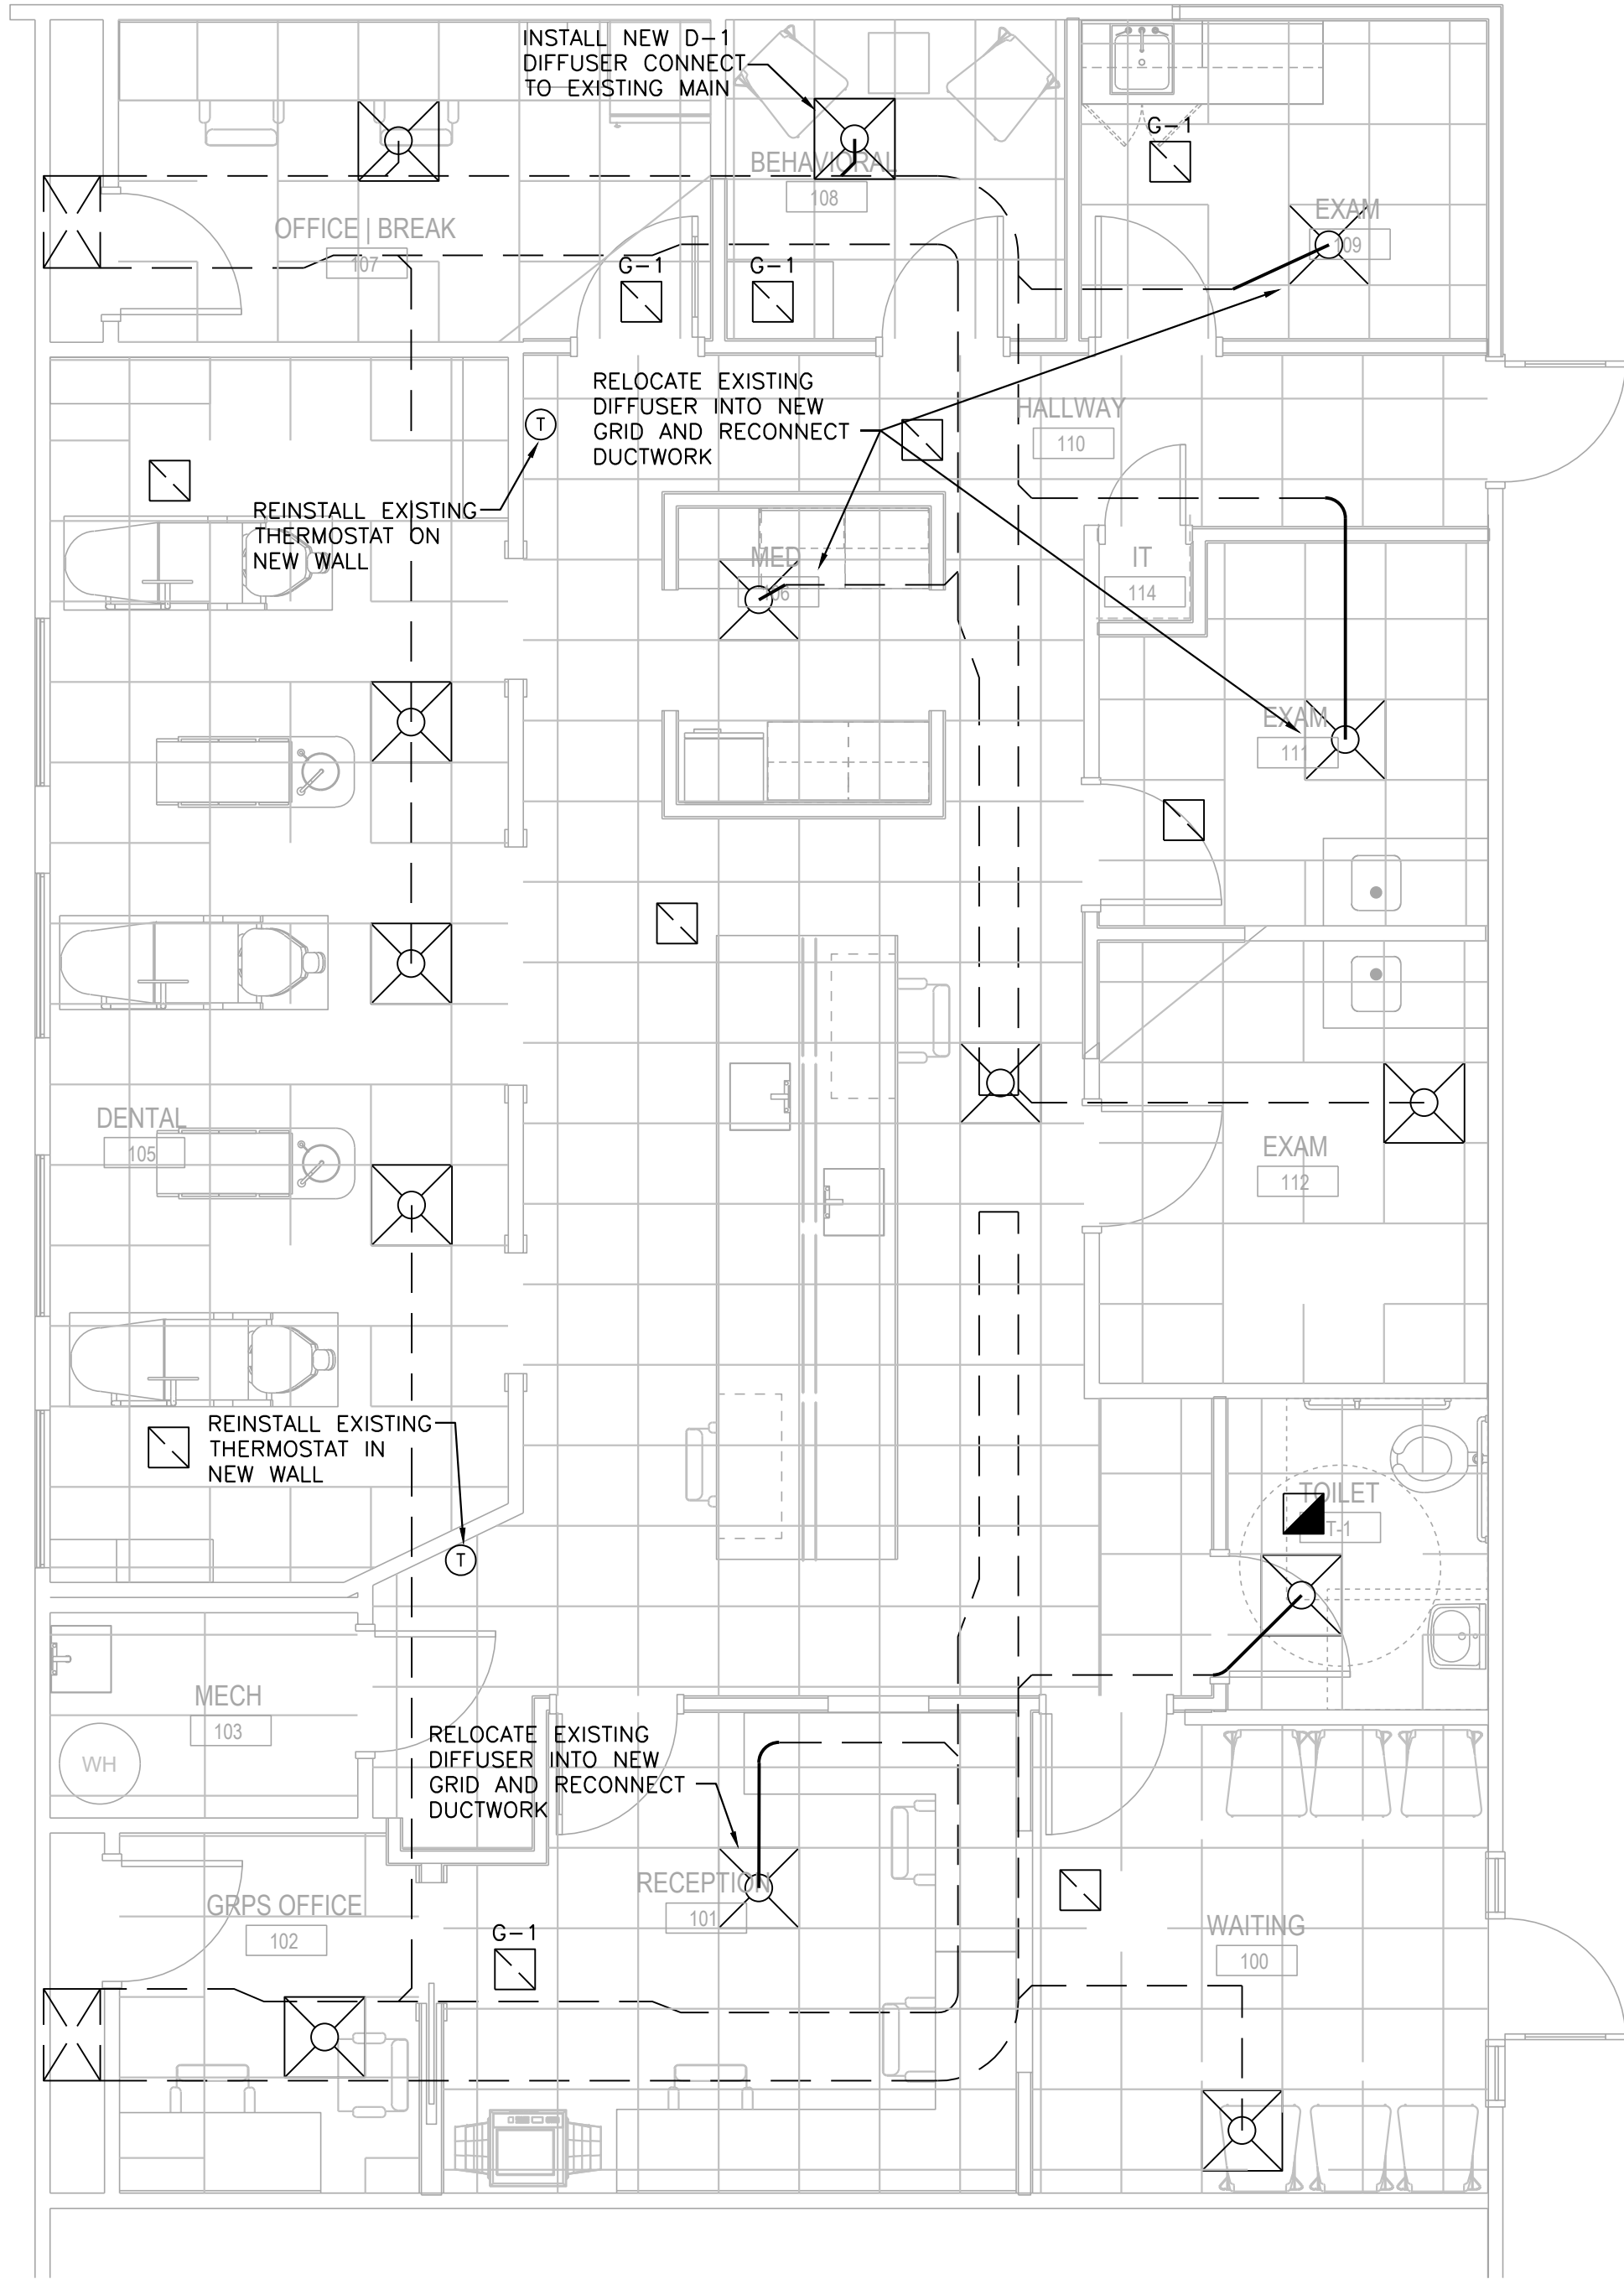 INSTALL NEW D-1
DIFFUSER CONNECT
TO EXISTING MAIN
G-1
BEHAVIORAL
108
EXAM
109
OFFICE | BREAK
107
G-1
G-1
RELOCATE EXISTING
DIFFUSER INTO NEW
GRID AND RECONNECT
DUCTWORK
HALLWAY
110
T
REINSTALL EXISTING
THERMOSTAT ON
NEW WALL
MED
106
IT
114
EXAM
111
DENTAL
105
EXAM
112
REINSTALL EXISTING
THERMOSTAT IN
NEW WALL
T
TOILET
T-1
MECH
103
WH
RELOCATE EXISTING
DIFFUSER INTO NEW
GRID AND RECONNECT
DUCTWORK
RECEPTION
101
GRPS OFFICE
102
G-1
WAITING
100